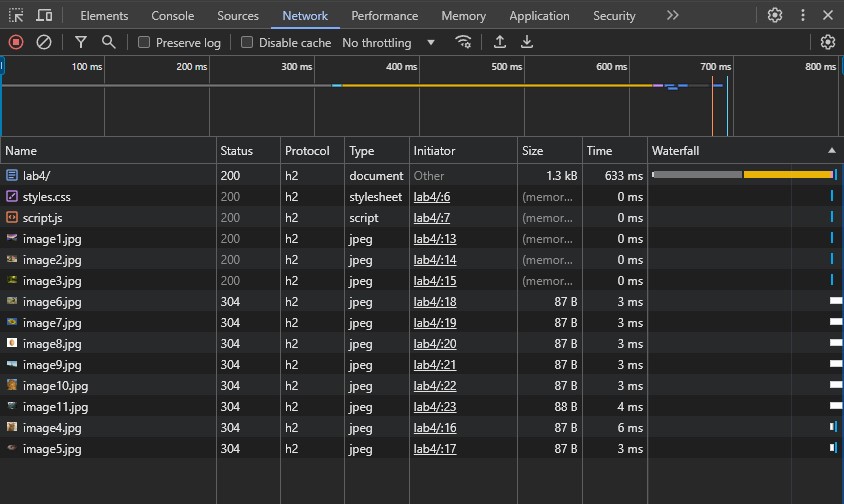 Elements Console Sources Network Performance Memory Application Security
Preserve log Disable cache No throttling
100 ms 200 ms 300 ms 400 ms 500 ms 600 ms 700 ms 800 ms
Name Status Protocol Type Initiator Size Time Waterfall
lab4/ 200 h2 document Other 1.3 kB 633 ms
styles.css 200 h2 stylesheet lab4/:6 (memor... 0 ms
script.js 200 h2 script lab4/:7 (memor... 0 ms
image1.jpg 200 h2 jpeg lab4/:13 (memor... 0 ms
image2.jpg 200 h2 jpeg lab4/:14 (memor... 0 ms
image3.jpg 200 h2 jpeg lab4/:15 (memor... 0 ms
image6.jpg 304 h2 jpeg lab4/:18 87 B 3 ms
image7.jpg 304 h2 jpeg lab4/:19 87 B 3 ms
image8.jpg 304 h2 jpeg lab4/:20 87 B 3 ms
image9.jpg 304 h2 jpeg lab4/:21 87 B 3 ms
image10.jpg 304 h2 jpeg lab4/:22 87 B 3 ms
image11.jpg 304 h2 jpeg lab4/:23 88 B 4 ms
image4.jpg 304 h2 jpeg lab4/:16 87 B 6 ms
image5.jpg 304 h2 jpeg lab4/:17 87 B 3 ms